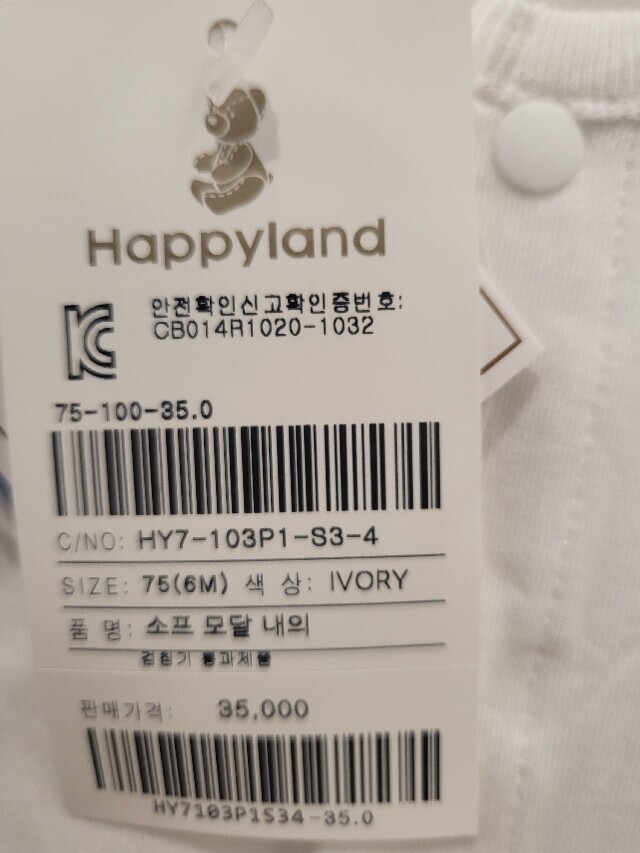 Happyland
안전확인신고확인증번호:
CB014R1020-1032
75-100-35.0
C/NO: HY7-103P1-S3-4
SIZE: 75(6M) 색 상: IVORY
품 명: 소프 모달 내의
검침기 통과제품
판매가격: 35,000
HY7103P1S34-35.0